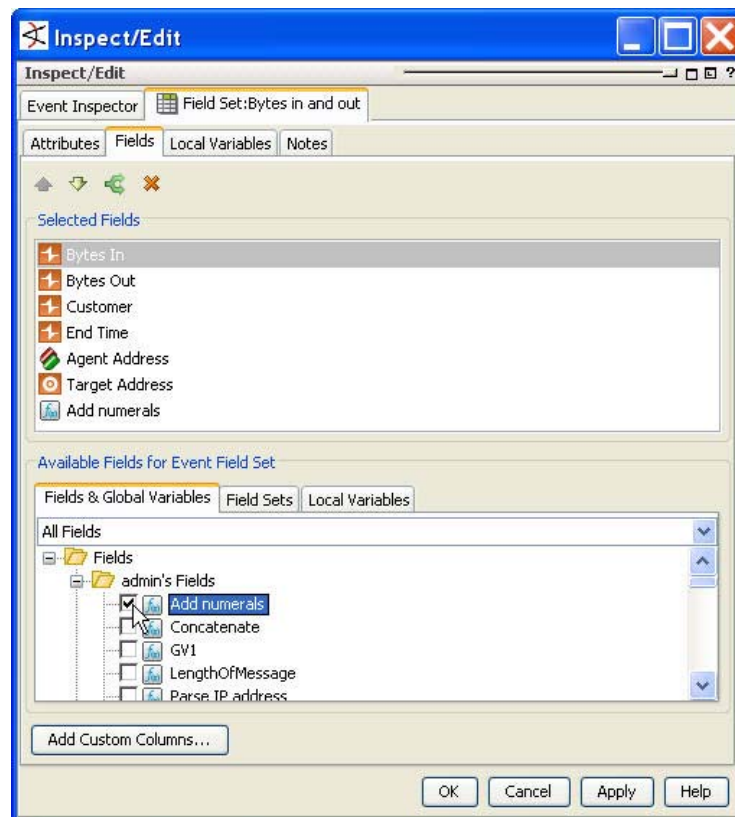 Inspect/Edit
Inspect/Edit ?
Event Inspector Field Set:Bytes in and out
Attributes Fields Local Variables Notes
Selected Fields
Bytes In
Bytes Out
Customer
End Time
Agent Address
Target Address
Add numerals
Available Fields for Event Field Set
Fields & Global Variables Field Sets Local Variables
All Fields
Fields
admin's Fields
Add numerals
Concatenate
GV1
LengthOfMessage
Parse IP address
Add Custom Columns...
OK Cancel Apply Help